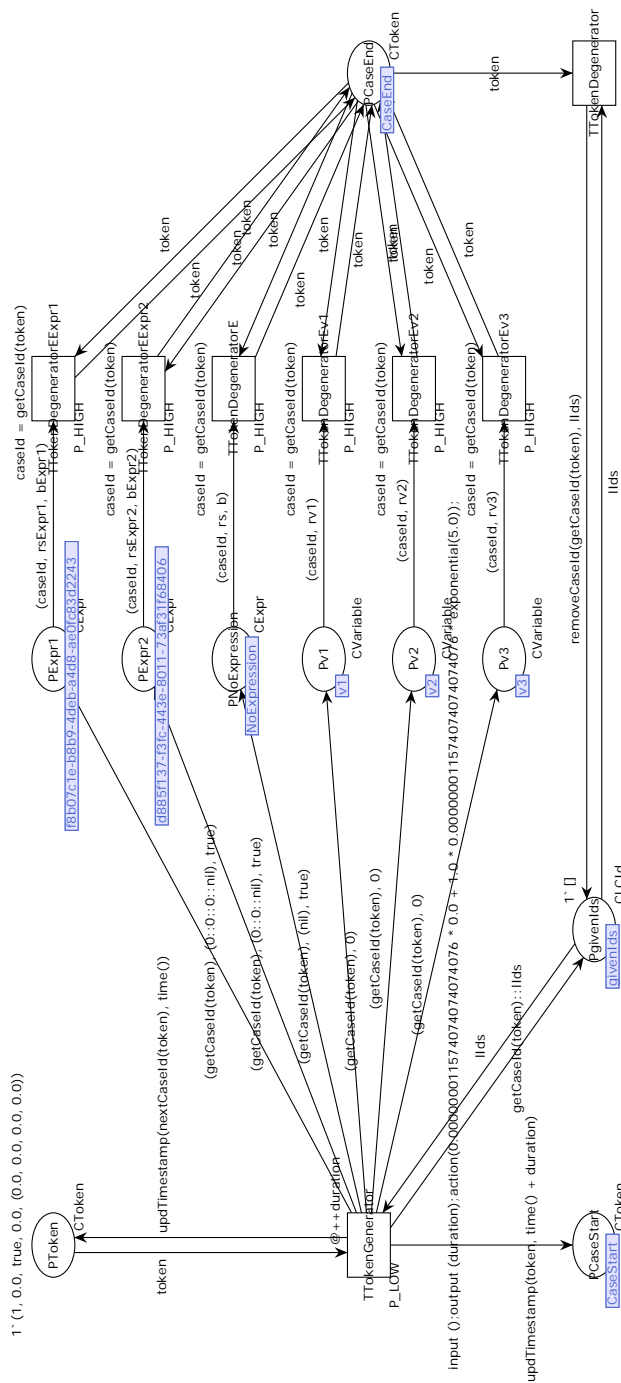 1`(1, 0.0, true, 0.0, (0.0, 0.0, 0.0, 0.0))
PToken
CToken
token
updTimestamp(nextCaseId(token), time())
@++duration
TTokenGenerator
P_LOW
input ();output (duration);action(0.000000011574074074074076 * 0.0 + 1.0 * 0.000000011574074074074076 * exponential(5.0));
updTimestamp(token, time() + duration)
PCaseStart
CToken
CaseStart
(getCaseId(token), (0::0::0::nil), true)
(getCaseId(token), (0::0::nil), true)
(getCaseId(token), (nil), true)
(getCaseId(token), 0)
(getCaseId(token), 0)
(getCaseId(token), 0)
lIds
getCaseId(token)::lIds
PExpr1
CExpr
f8b07c1e-b8b9-4deb-a4d8-ae0fc83d2243
PExpr2
CExpr
d885f137-f3fc-443e-8011-73af31f68406
PNoExpression
CExpr
NoExpression
Pv1
CVariable
v1
Pv2
CVariable
v2
Pv3
CVariable
v3
1`[]
PgivenIds
CLCId
givenIds
(caseId, rsExpr1, bExpr1)
(caseId, rsExpr2, bExpr2)
(caseId, rs, b)
(caseId, rv1)
(caseId, rv2)
(caseId, rv3)
removeCaseId(getCaseId(token), lIds)
lIds
caseId = getCaseId(token)
TTokenDegeneratorEExpr1
P_HIGH
caseId = getCaseId(token)
TTokenDegeneratorEExpr2
P_HIGH
caseId = getCaseId(token)
TTokenDegeneratorE
P_HIGH
caseId = getCaseId(token)
TTokenDegeneratorEv1
P_HIGH
caseId = getCaseId(token)
TTokenDegeneratorEv2
P_HIGH
caseId = getCaseId(token)
TTokenDegeneratorEv3
P_HIGH
token
token
token
token
token
token
token
token
token
token
token
token
PCaseEnd
CToken
CaseEnd
token
TTokenDegenerator